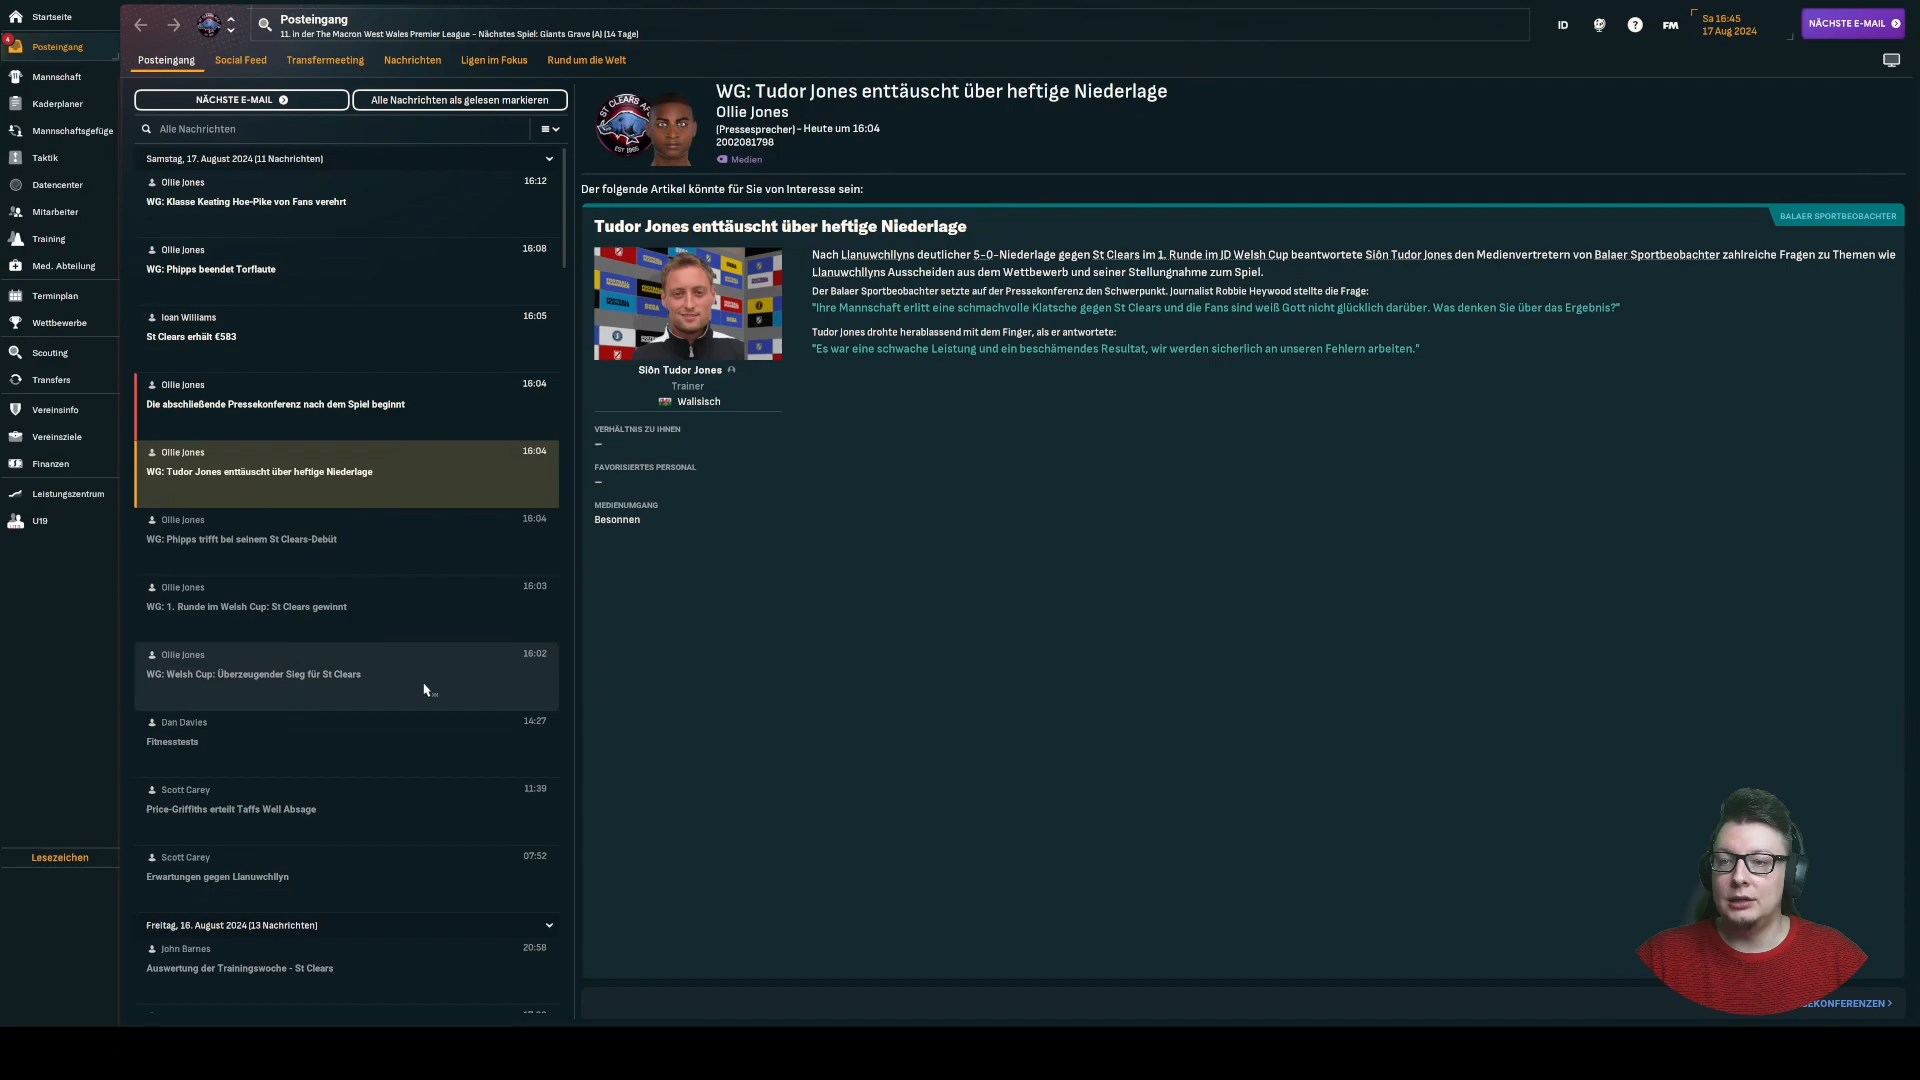 Startseite
4
Posteingang
Mannschaft
Kaderplaner
Mannschaftsgefüge
Taktik
Datencenter
Mitarbeiter
Training
Med. Abteilung
Terminplan
Wettbewerbe
Scouting
Transfers
Vereinsinfo
Vereinsziele
Finanzen
Leistungszentrum
U19
Lesezeichen
Posteingang
11. in der The Macron West Wales Premier League – Nächstes Spiel: Giants Grave (A) (14 Tage)
ID
FM
Sa 16:45
17 Aug 2024
NÄCHSTE E-MAIL
Posteingang Social Feed Transfermeeting Nachrichten Ligen im Fokus Rund um die Welt
NÄCHSTE E-MAIL
Alle Nachrichten als gelesen markieren
Alle Nachrichten
Samstag, 17. August 2024 (11 Nachrichten)
Ollie Jones 16:12
WG: Klasse Keating Hoe-Pike von Fans verehrt
Ollie Jones 16:08
WG: Phipps beendet Torflaute
Ioan Williams 16:05
St Clears erhält €583
Ollie Jones 16:04
Die abschließende Pressekonferenz nach dem Spiel beginnt
Ollie Jones 16:04
WG: Tudor Jones enttäuscht über heftige Niederlage
Ollie Jones 16:04
WG: Phipps trifft bei seinem St Clears-Debüt
Ollie Jones 16:03
WG: 1. Runde im Welsh Cup: St Clears gewinnt
Ollie Jones 16:02
WG: Welsh Cup: Überzeugender Sieg für St Clears
Dan Davies 14:27
Fitnesstests
Scott Carey 11:39
Price-Griffiths erteilt Taffs Well Absage
Scott Carey 07:52
Erwartungen gegen Llanuwchllyn
Freitag, 16. August 2024 (13 Nachrichten)
John Barnes 20:58
Auswertung der Trainingswoche - St Clears
WG: Tudor Jones enttäuscht über heftige Niederlage
Ollie Jones
(Pressesprecher) - Heute um 16:04
2002081798
Medien
Der folgende Artikel könnte für Sie von Interesse sein:
BALAER SPORTBEOBACHTER
Tudor Jones enttäuscht über heftige Niederlage
Nach Llanuwchllyns deutlicher 5-0-Niederlage gegen St Clears im 1. Runde im JD Welsh Cup beantwortete Siôn Tudor Jones den Medienvertretern von Balaer Sportbeobachter zahlreiche Fragen zu Themen wie
Llanuwchllyns Ausscheiden aus dem Wettbewerb und seiner Stellungnahme zum Spiel.
Der Balaer Sportbeobachter setzte auf der Pressekonferenz den Schwerpunkt. Journalist Robbie Heywood stellte die Frage:
"Ihre Mannschaft erlitt eine schmachvolle Klatsche gegen St Clears und die Fans sind weiß Gott nicht glücklich darüber. Was denken Sie über das Ergebnis?"
Tudor Jones drohte herablassend mit dem Finger, als er antwortete:
"Es war eine schwache Leistung und ein beschämendes Resultat, wir werden sicherlich an unseren Fehlern arbeiten."
Siôn Tudor Jones
Trainer
Walisisch
VERHÄLTNIS ZU IHNEN
–
FAVORISIERTES PERSONAL
–
MEDIENUMGANG
Besonnen
EKONFERENZEN